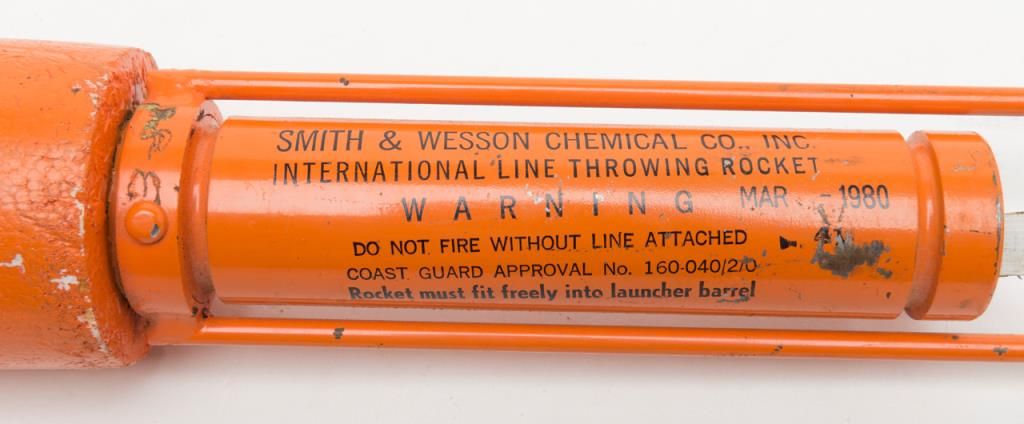 SMITH & WESSON CHEMICAL CO., INC.
INTERNATIONAL LINE THROWING ROCKET
WARNING MAR - 1980
DO NOT FIRE WITHOUT LINE ATTACHED
COAST GUARD APPROVAL No. 160-040/2/0
Rocket must fit freely into launcher barrel